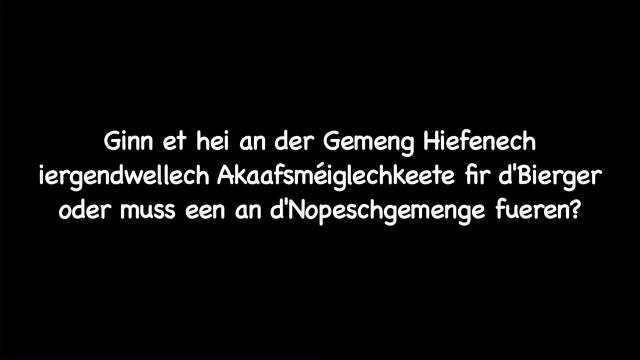 Ginn et hei an der Gemeng Hiefenech
iergendwellech Akaafsméiglechkeete fir d'Bierger
oder muss een an d'Nopeschgemenge fueren?